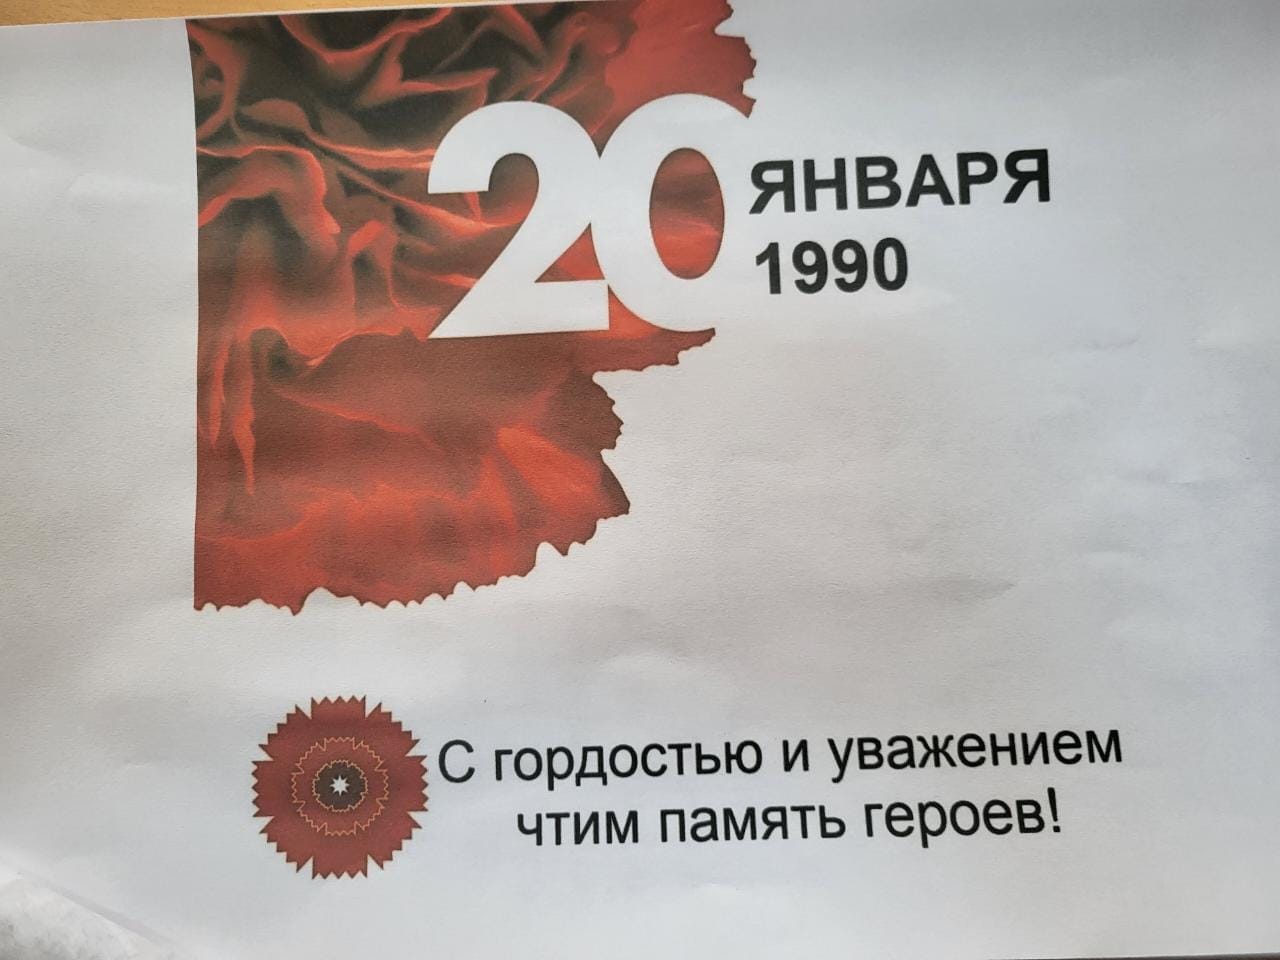 20 ЯНВАРЯ
1990
С гордостью и уважением
чтим память героев!